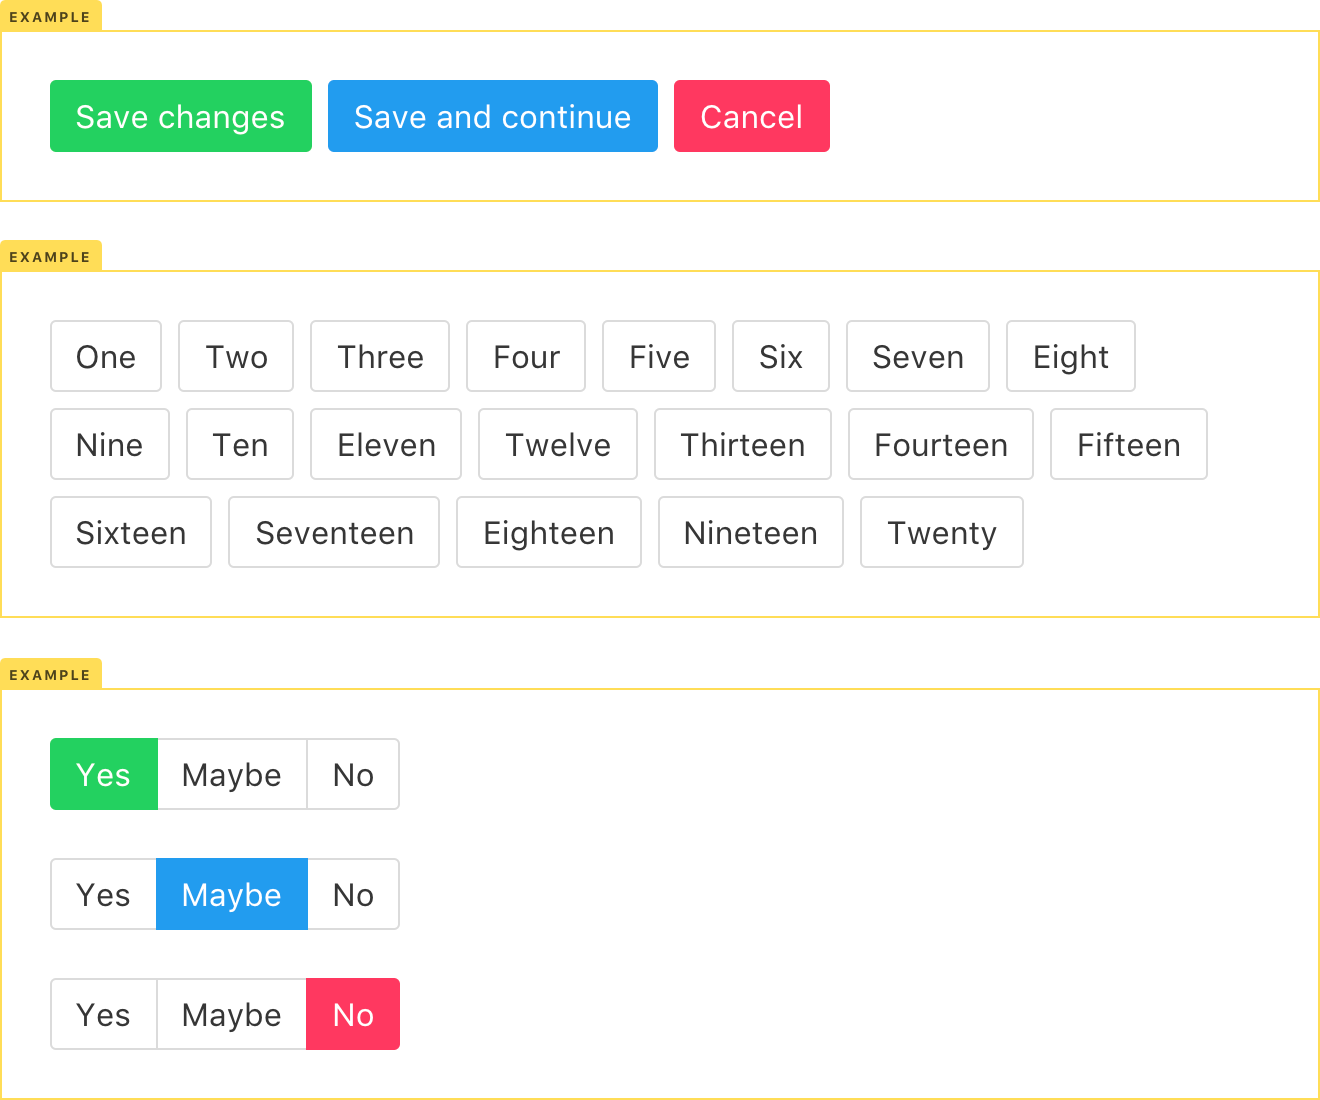 EXAMPLE
Save changes Save and continue Cancel
EXAMPLE
One Two Three Four Five Six Seven Eight
Nine Ten Eleven Twelve Thirteen Fourteen Fifteen
Sixteen Seventeen Eighteen Nineteen Twenty
EXAMPLE
Yes Maybe No
Yes Maybe No
Yes Maybe No